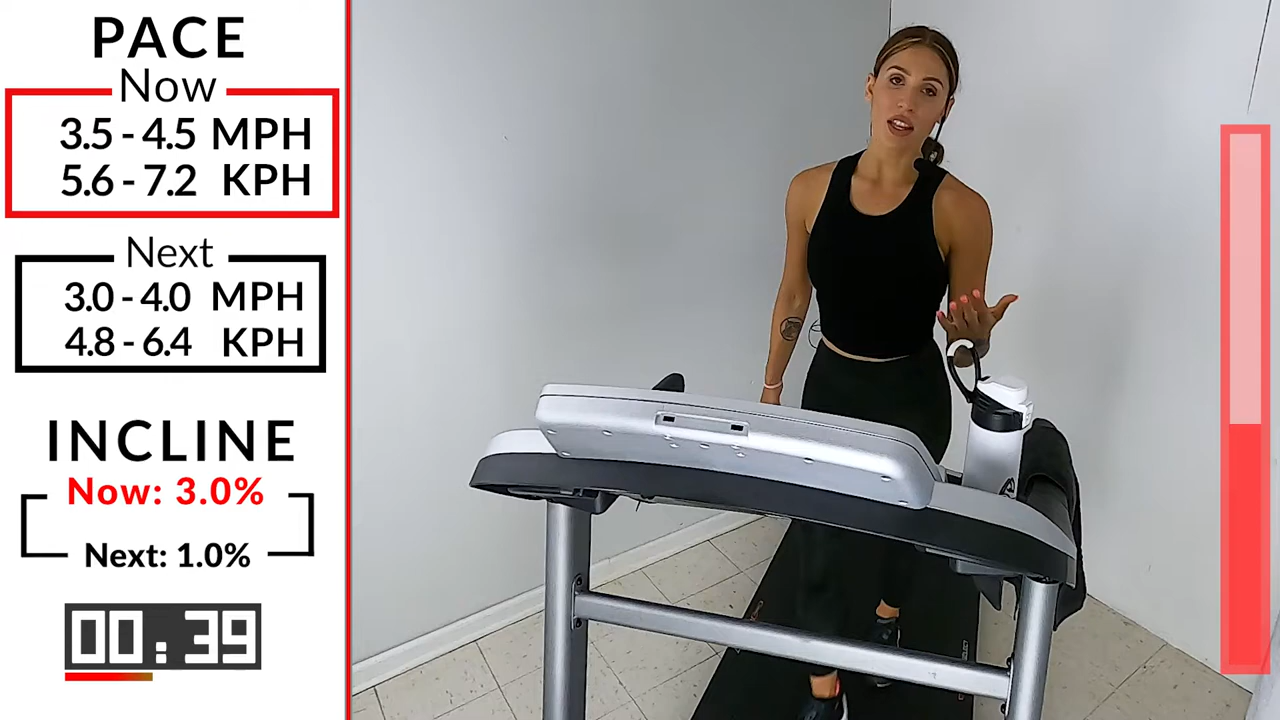 PACE
Now
3.5 - 4.5 MPH
5.6 - 7.2 KPH
Next
3.0 - 4.0 MPH
4.8 - 6.4 KPH
INCLINE
Now: 3.0%
Next: 1.0%
00:39